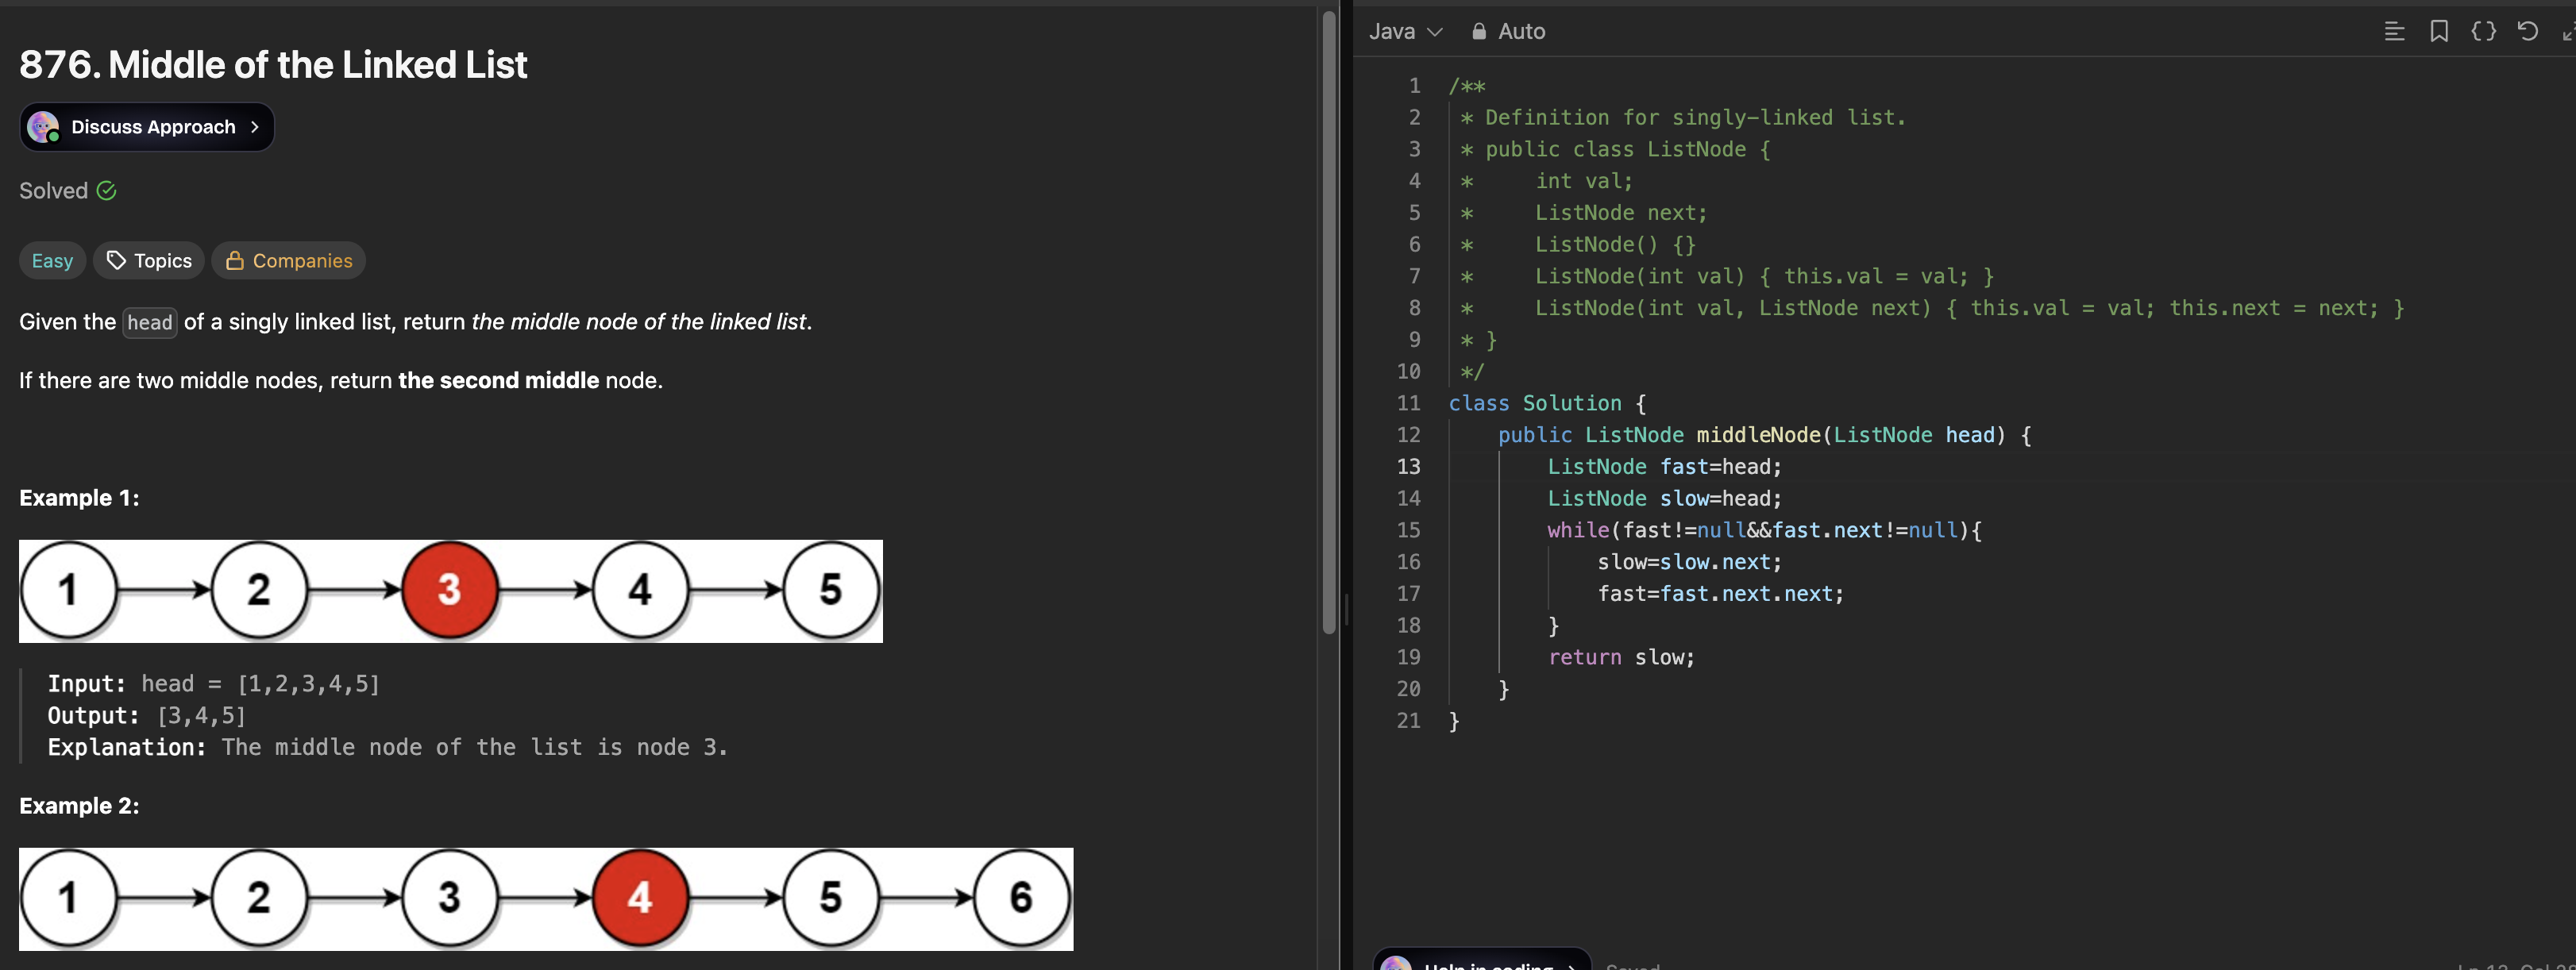 876. Middle of the Linked List
Discuss Approach
Solved
Easy Topics Companies
Given the head of a singly linked list, return the middle node of the linked list.
If there are two middle nodes, return the second middle node.
Example 1:
1 2 3 4 5
Input: head = [1,2,3,4,5]
Output: [3,4,5]
Explanation: The middle node of the list is node 3.
Example 2:
1 2 3 4 5 6
Java Auto
1 /**
2 * Definition for singly-linked list.
3 * public class ListNode {
4 *     int val;
5 *     ListNode next;
6 *     ListNode() {}
7 *     ListNode(int val) { this.val = val; }
8 *     ListNode(int val, ListNode next) { this.val = val; this.next = next; }
9 * }
10 */
11 class Solution {
12     public ListNode middleNode(ListNode head) {
13         ListNode fast=head;
14         ListNode slow=head;
15         while(fast!=null&&fast.next!=null){
16             slow=slow.next;
17             fast=fast.next.next;
18         }
19         return slow;
20     }
21 }
Help in coding
Saved